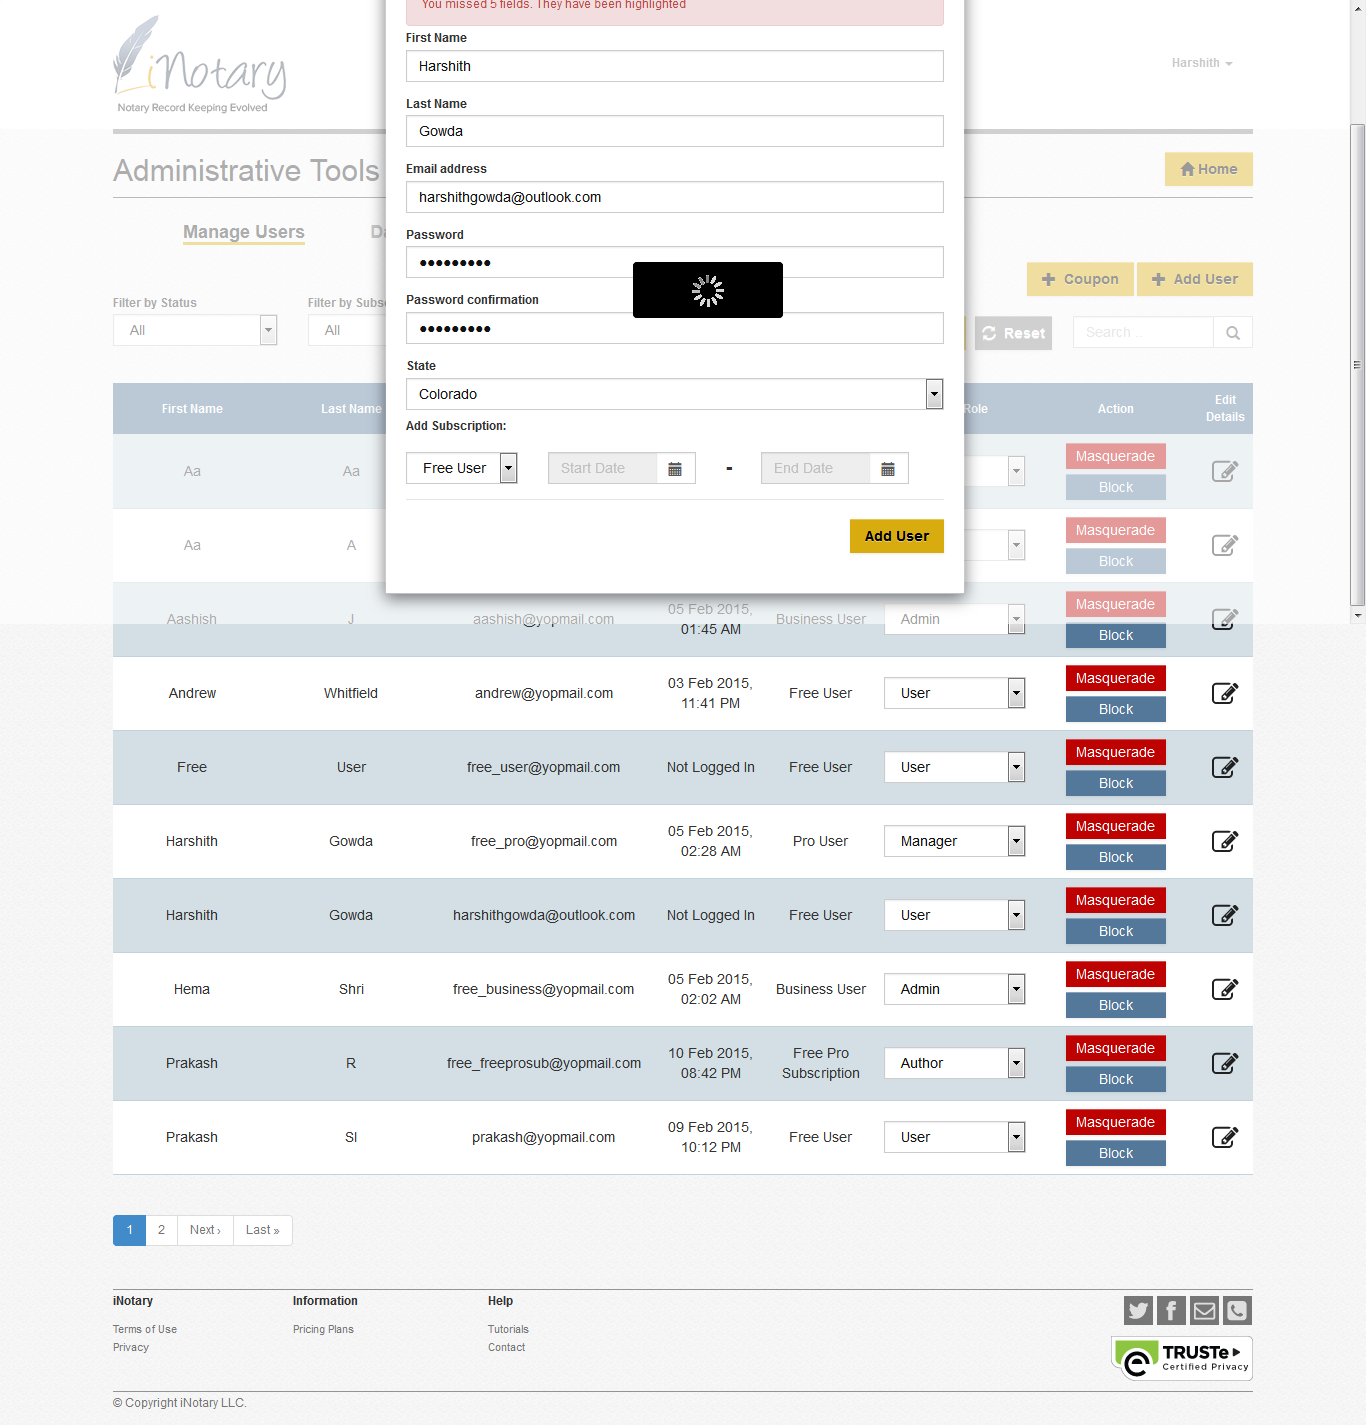 You missed 5 fields. They have been highlighted
iNotary
Notary Record Keeping Evolved
Harshith
First Name
Harshith
Last Name
Gowda
Email address
harshithgowda@outlook.com
Password
●●●●●●●●●
Password confirmation
●●●●●●●●●
State
Colorado
Add Subscription:
Free User Start Date - End Date
Add User
Administrative Tools
Home
Manage Users
Coupon Add User
Filter by Status Filter by Subs
All All
Reset Search ..
First Name Last Name Role Action Edit Details
Aa Aa Masquerade
Block
Aa A Masquerade
Block
Aashish J aashish@yopmail.com 05 Feb 2015, 01:45 AM Business User Admin Masquerade
Block
Andrew Whitfield andrew@yopmail.com 03 Feb 2015, 11:41 PM Free User User Masquerade
Block
Free User free_user@yopmail.com Not Logged In Free User User Masquerade
Block
Harshith Gowda free_pro@yopmail.com 05 Feb 2015, 02:28 AM Pro User Manager Masquerade
Block
Harshith Gowda harshithgowda@outlook.com Not Logged In Free User User Masquerade
Block
Hema Shri free_business@yopmail.com 05 Feb 2015, 02:02 AM Business User Admin Masquerade
Block
Prakash R free_freeprosub@yopmail.com 10 Feb 2015, 08:42 PM Free Pro Subscription Author Masquerade
Block
Prakash Sl prakash@yopmail.com 09 Feb 2015, 10:12 PM Free User User Masquerade
Block
1 2 Next › Last »
iNotary Information Help
Terms of Use Pricing Plans Tutorials
Privacy Contact
TRUSTe
Certified Privacy
© Copyright iNotary LLC.